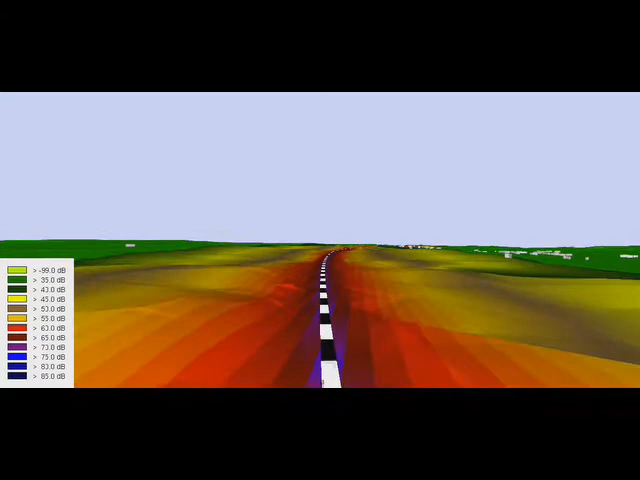 > -99.0 dB
> 35.0 dB
> 43.0 dB
> 45.0 dB
> 53.0 dB
> 55.0 dB
> 63.0 dB
> 65.0 dB
> 73.0 dB
> 75.0 dB
> 83.0 dB
> 85.0 dB